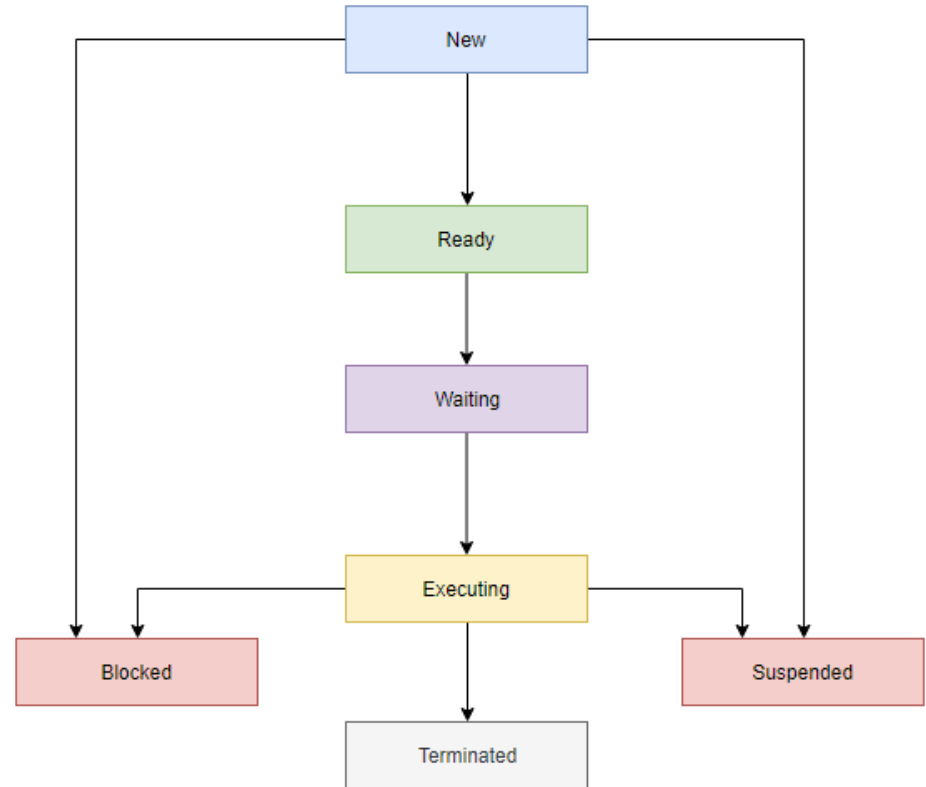 New
Ready
Waiting
Executing
Blocked
Suspended
Terminated